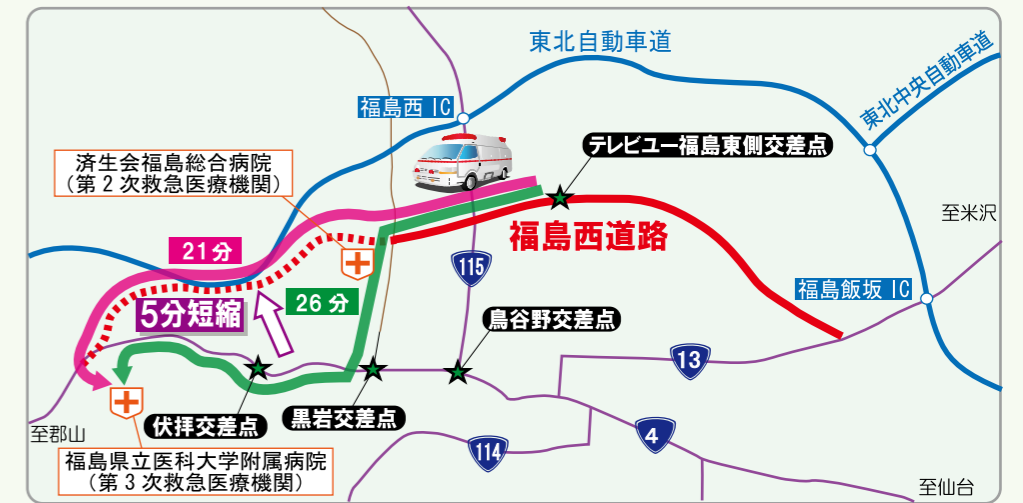 東北自動車道
東北中央自動車道
福島西IC
テレビユー福島東側交差点
済生会福島総合病院
（第2次救急医療機関）
至米沢
福島西道路
21分
115
26分
5分短縮
福島飯坂IC
鳥谷野交差点
13
伏拝交差点
黒岩交差点
至郡山
4
114
福島県立医科大学附属病院
（第3次救急医療機関）
至仙台